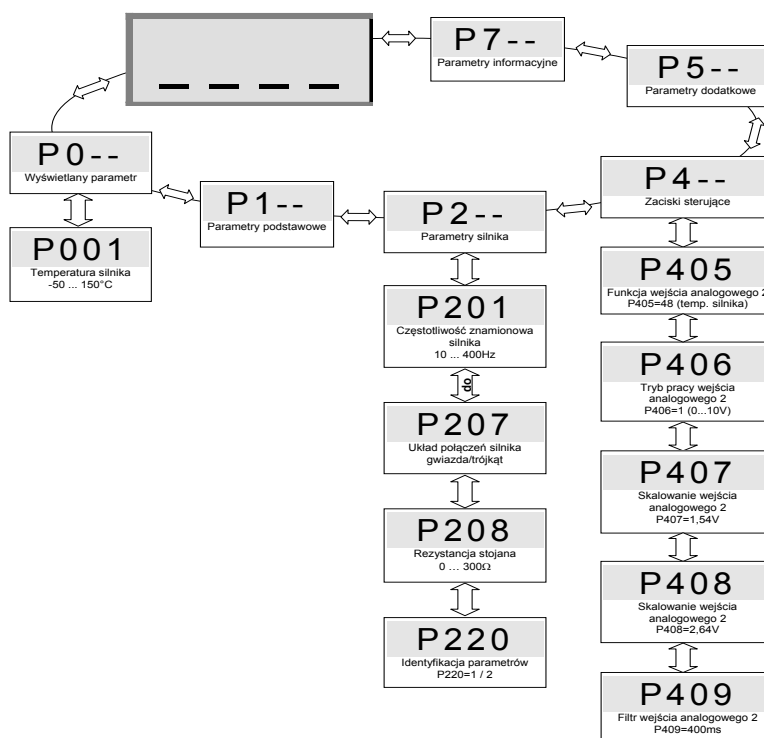 P7--
Parametry informacyjne
P5--
Parametry dodatkowe
P0--
Wyświetlany parametr
P1--
Parametry podstawowe
P2--
Parametry silnika
P4--
Zaciski sterujące
P001
Temperatura silnika
-50 ... 150°C
P201
Częstotliwość znamionowa
silnika
10 ... 400Hz
do
P207
Układ połączeń silnika
gwiazda/trójkąt
P208
Rezystancja stojana
0 ... 300Ω
P220
Identyfikacja parametrów
P220=1 / 2
P405
Funkcja wejścia analogowego 2
P405=48 (temp. silnika)
P406
Tryb pracy wejścia
analogowego 2
P406=1 (0...10V)
P407
Skalowanie wejścia
analogowego 2
P407=1,54V
P408
Skalowanie wejścia
analogowego 2
P408=2,64V
P409
Filtr wejścia analogowego 2
P409=400ms